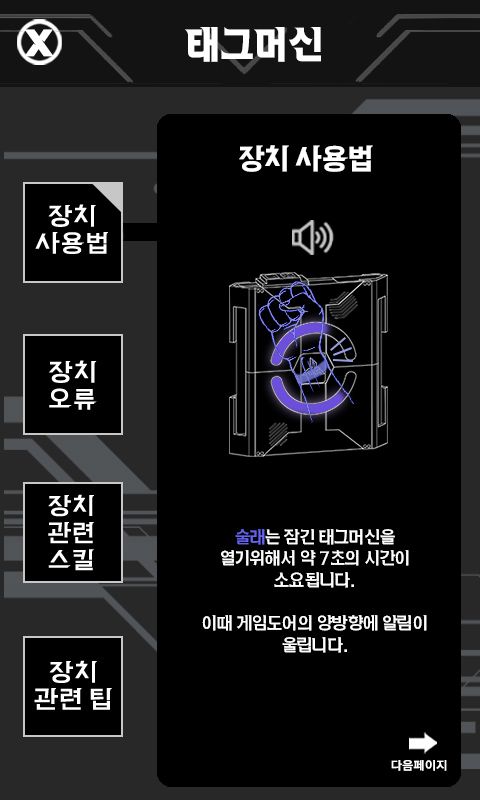 X
태그머신
장치 사용법
장치
사용법
장치
오류
장치
관련
스킬
장치
관련 팁
술래는 잠긴 태그머신을
열기위해서 약 7초의 시간이
소요됩니다.
이때 게임도어의 양방향에 알림이
울립니다.
다음페이지